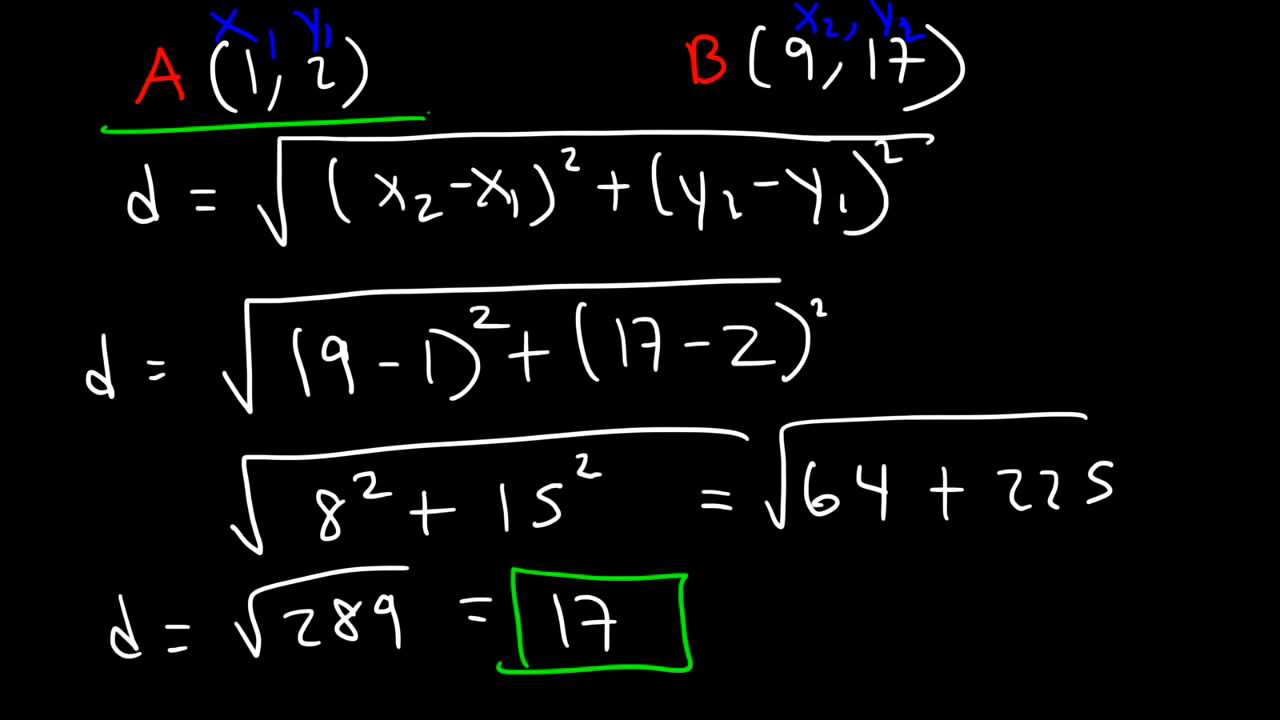 x₁, y₁ x₂, y₂
A (1, 2) B (9, 17)
d = √((x₂-x₁)² + (y₂-y₁)²)
d = √((9-1)² + (17-2)²)
√(8² + 15²) = √(64 + 225)
d = √289 = 17